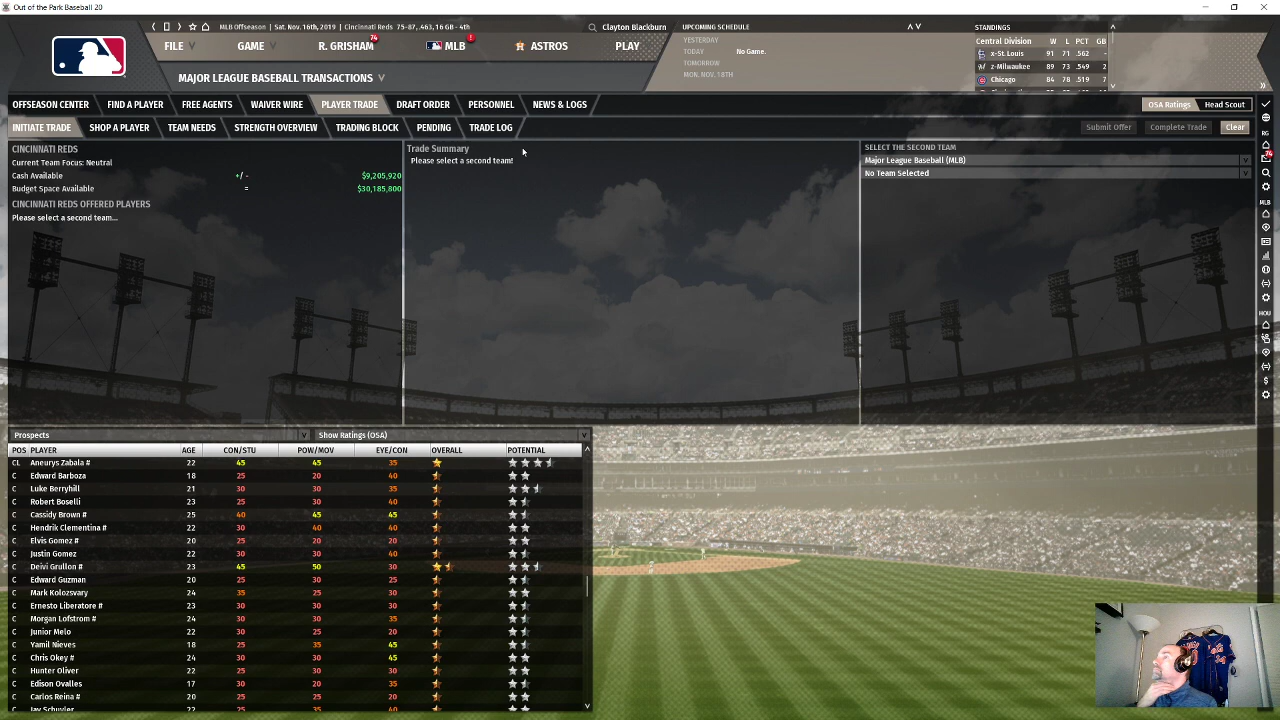 Out of the Park Baseball 20
MLB Offseason | Sat. Nov. 16th, 2019 | Cincinnati Reds 75-87, .463, 16 GB - 4th
Clayton Blackburn
FILE GAME R. GRISHAM 74 MLB ! ASTROS PLAY
MAJOR LEAGUE BASEBALL TRANSACTIONS
UPCOMING SCHEDULE
YESTERDAY
TODAY No Game.
TOMORROW
MON. NOV. 18TH
STANDINGS
Central Division W L PCT GB
x-St.Louis 91 71 .562 -
z-Milwaukee 89 73 .549 2
Chicago 84 78 .519 7
OFFSEASON CENTER FIND A PLAYER FREE AGENTS WAIVER WIRE PLAYER TRADE DRAFT ORDER PERSONNEL NEWS & LOGS
OSA Ratings Head Scout
INITIATE TRADE SHOP A PLAYER TEAM NEEDS STRENGTH OVERVIEW TRADING BLOCK PENDING TRADE LOG
Submit Offer Complete Trade Clear
CINCINNATI REDS
Current Team Focus: Neutral
Cash Available +/- $9,205,920
Budget Space Available = $30,185,800
CINCINNATI REDS OFFERED PLAYERS
Please select a second team...
Trade Summary
Please select a second team!
SELECT THE SECOND TEAM
Major League Baseball (MLB)
No Team Selected
RG
74
MLB
HOU
Prospects Show Ratings (OSA)
POS PLAYER AGE CON/STU POW/MOV EYE/CON OVERALL POTENTIAL
CL Aneurys Zabala # 22 45 45 35
C Edward Barboza 18 25 20 40
C Luke Berryhill 21 30 30 35
C Robert Boselli 23 25 30 40
C Cassidy Brown # 25 40 45 45
C Hendrik Clementina # 22 30 40 40
C Elvis Gomez # 20 25 20 20
C Justin Gomez 22 30 30 40
C Deivi Grullon # 23 45 50 30
C Edward Guzman 20 25 30 25
C Mark Kolozsvary 24 35 25 30
C Ernesto Liberatore # 23 30 30 30
C Morgan Lofstrom # 24 30 30 35
C Junior Melo 22 30 25 20
C Yamil Nieves 18 25 35 45
C Chris Okey # 24 30 30 45
C Hunter Oliver 22 25 30 30
C Edison Ovalles 17 30 25 35
C Carlos Reina # 20 25 25 20
C Jay Schuyler 22 25 35 40